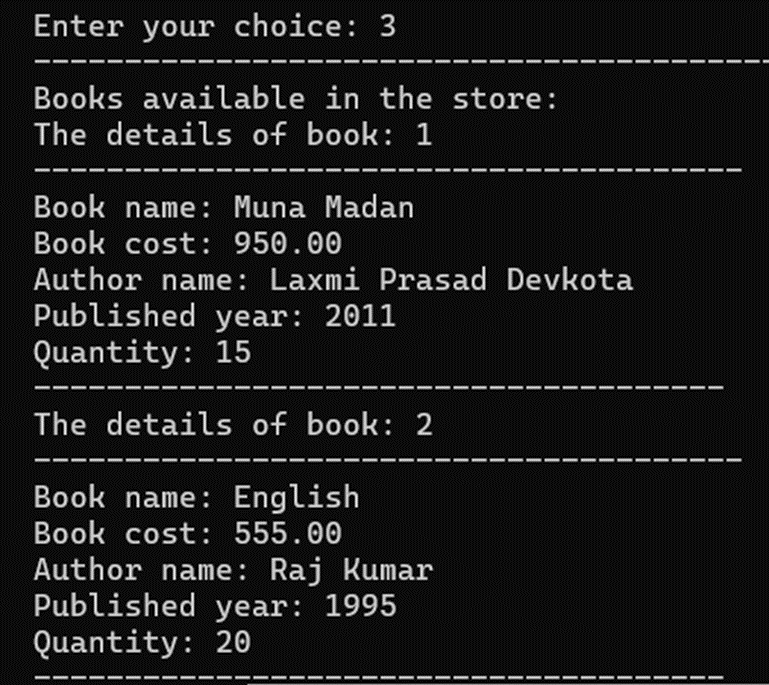 Enter your choice: 3
-----------------------------------------
Books available in the store:
The details of book: 1
---------------------------------------
Book name: Muna Madan
Book cost: 950.00
Author name: Laxmi Prasad Devkota
Published year: 2011
Quantity: 15
--------------------------------------
The details of book: 2
---------------------------------------
Book name: English
Book cost: 555.00
Author name: Raj Kumar
Published year: 1995
Quantity: 20
--------------------------------------